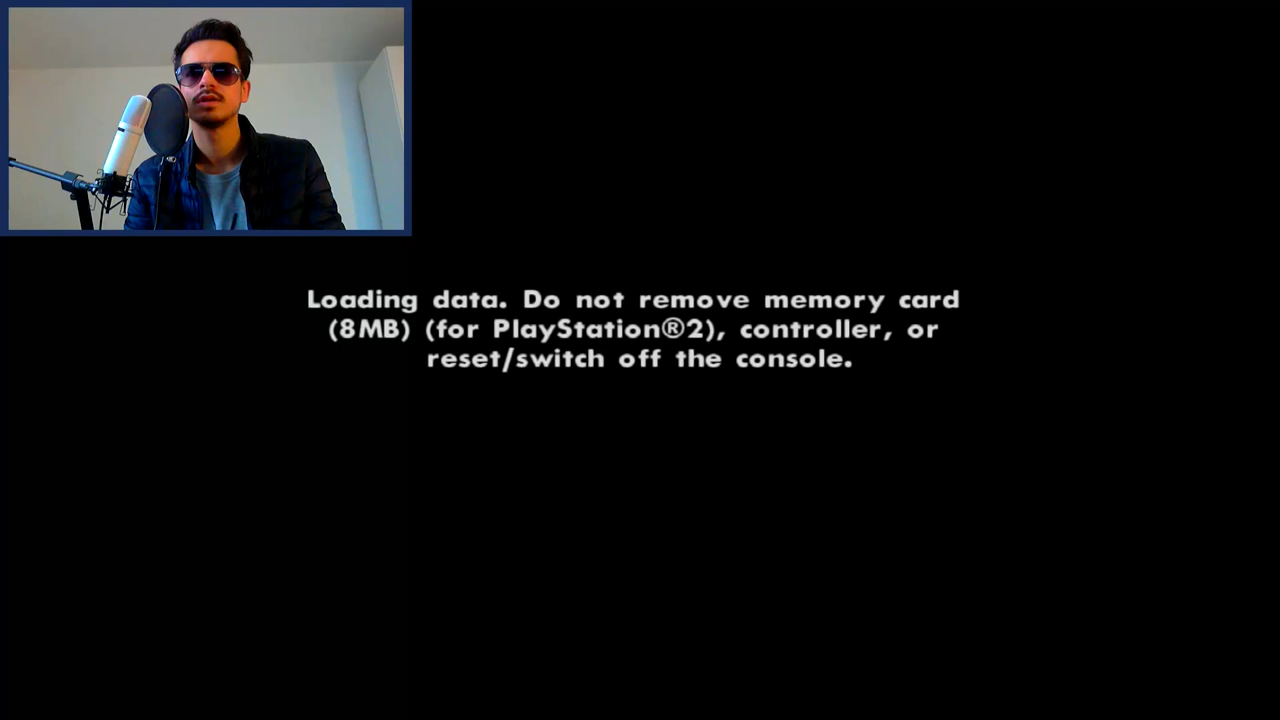 Loading data. Do not remove memory card
(8MB) (for PlayStation®2), controller, or
reset/switch off the console.